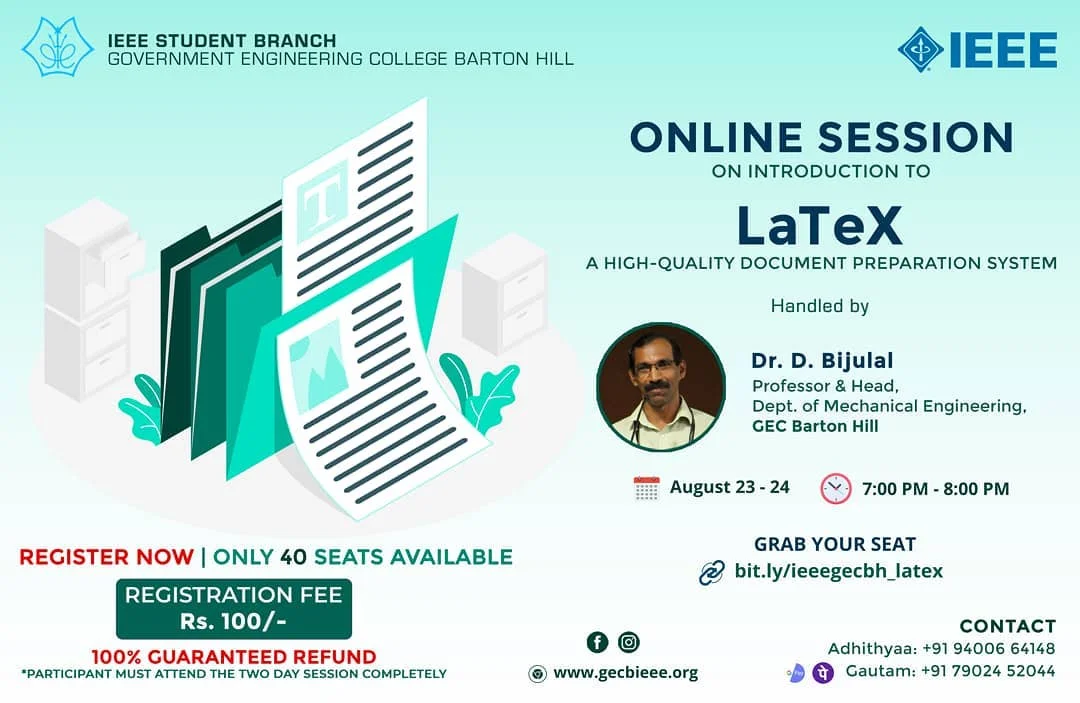 IEEE STUDENT BRANCH
GOVERNMENT ENGINEERING COLLEGE BARTON HILL
IEEE
ONLINE SESSION
ON INTRODUCTION TO
LaTeX
A HIGH-QUALITY DOCUMENT PREPARATION SYSTEM
Handled by
Dr. D. Bijulal
Professor & Head,
Dept. of Mechanical Engineering,
GEC Barton Hill
August 23 - 24
7:00 PM - 8:00 PM
GRAB YOUR SEAT
bit.ly/ieeegecbh_latex
T
REGISTER NOW | ONLY 40 SEATS AVAILABLE
REGISTRATION FEE
Rs. 100/-
100% GUARANTEED REFUND
*PARTICIPANT MUST ATTEND THE TWO DAY SESSION COMPLETELY
www.gecbieee.org
CONTACT
Adhithyaa: +91 94006 64148
Gautam: +91 79024 52044